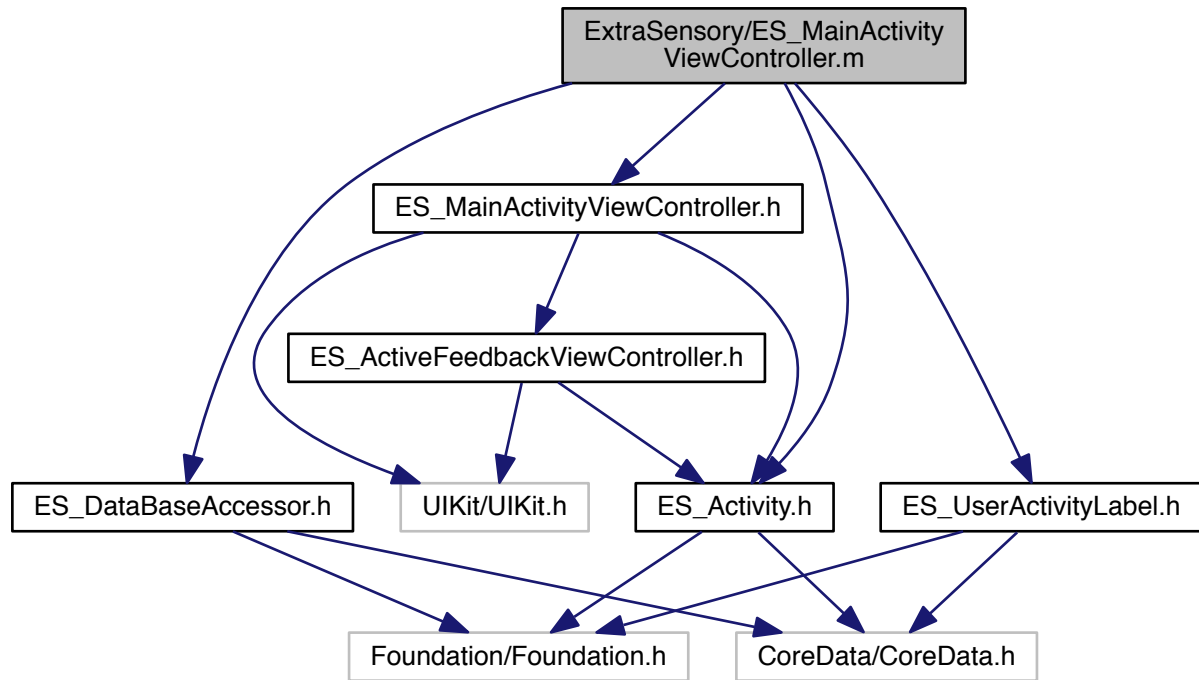 ExtraSensory/ES_MainActivity
ViewController.m
ES_MainActivityViewController.h
ES_ActiveFeedbackViewController.h
ES_DataBaseAccessor.h
UIKit/UIKit.h
ES_Activity.h
ES_UserActivityLabel.h
Foundation/Foundation.h
CoreData/CoreData.h